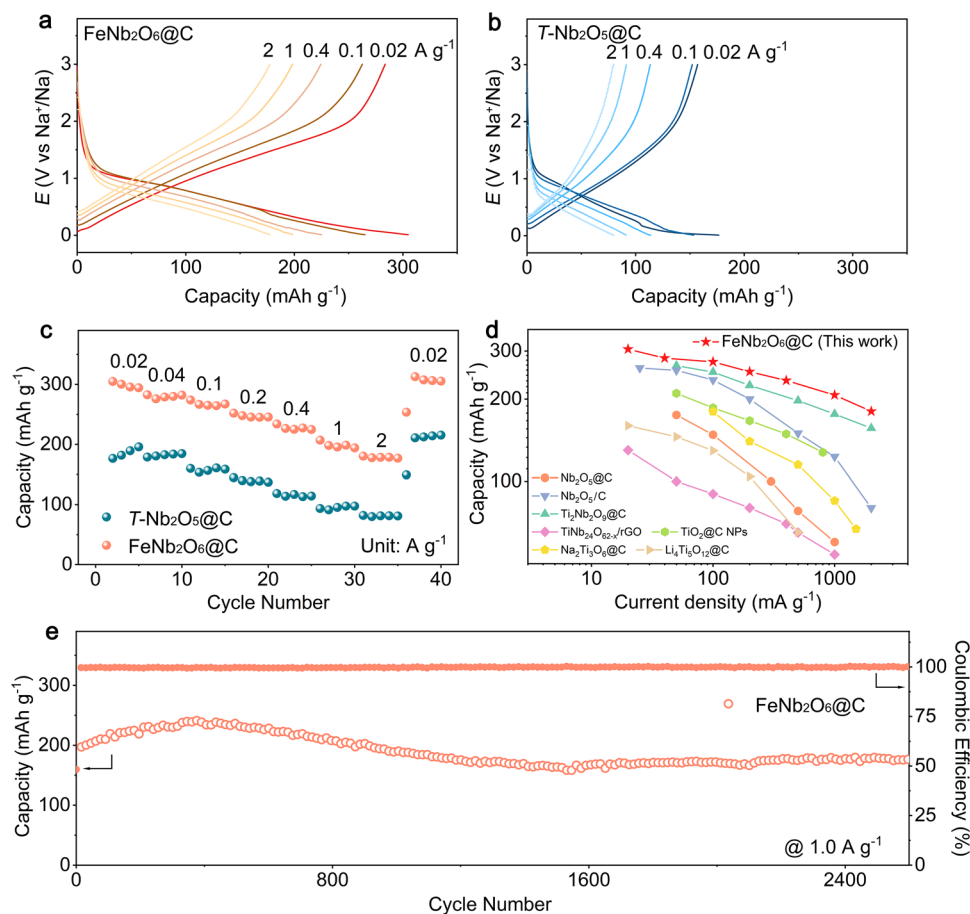 a
FeNb₂O₆@C
2 1 0.4 0.1 0.02 A g⁻¹
3
2
1
0
E (V vs Na⁺/Na)
0 100 200 300
Capacity (mAh g⁻¹)
b
T-Nb₂O₅@C
2 1 0.4 0.1 0.02 A g⁻¹
3
2
1
0
E (V vs Na⁺/Na)
0 100 200 300
Capacity (mAh g⁻¹)
c
0.02
0.04
0.1
0.2
0.4
1
2
0.02
400
300
200
100
0
Capacity (mAh g⁻¹)
T-Nb₂O₅@C
FeNb₂O₆@C
Unit: A g⁻¹
0 10 20 30 40
Cycle Number
d
FeNb₂O₆@C (This work)
300
200
100
Capacity (mAh g⁻¹)
Nb₂O₅@C
Nb₂O₅/C
Ti₂Nb₂O₉@C
TiNb₂₄O₆₂₋ₓ/rGO
TiO₂@C NPs
Na₂Ti₃O₆@C
Li₄Ti₅O₁₂@C
10 100 1000
Current density (mA g⁻¹)
e
300
200
100
0
Capacity (mAh g⁻¹)
FeNb₂O₆@C
@ 1.0 A g⁻¹
100
75
50
25
0
Coulombic Efficiency (%)
0 800 1600 2400
Cycle Number